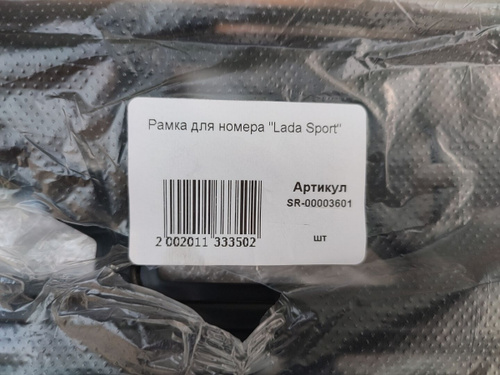 Рамка для номера "Lada Sport"
Артикул
SR-00003601
2 002011 333502
шт